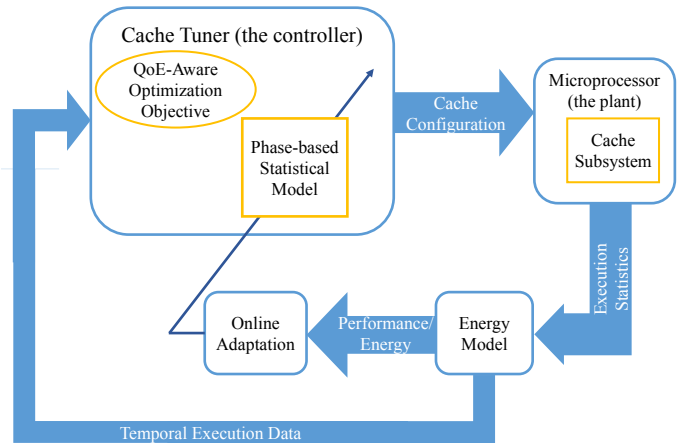 Cache Tuner (the controller)
QoE-Aware
Optimization
Objective
Phase-based
Statistical
Model
Cache
Configuration
Microprocessor
(the plant)
Cache
Subsystem
Execution
Statistics
Energy
Model
Performance/
Energy
Online
Adaptation
Temporal Execution Data